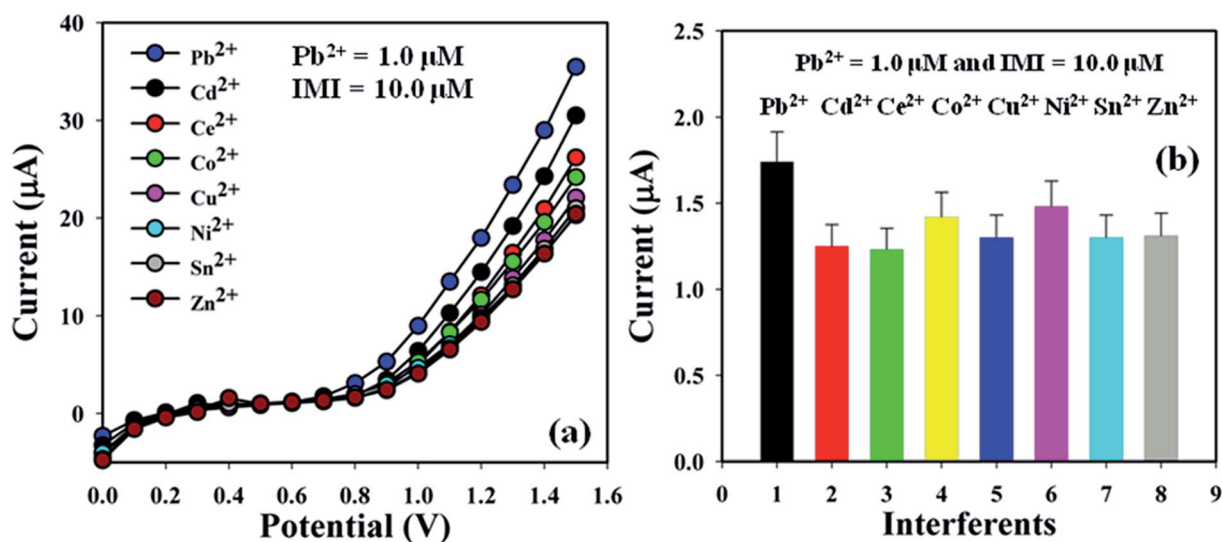 40
30
20
10
0
Current (µA)
Pb2+
Cd2+
Ce2+
Co2+
Cu2+
Ni2+
Sn2+
Zn2+
Pb2+ = 1.0 µM
IMI = 10.0 µM
(a)
0.0 0.2 0.4 0.6 0.8 1.0 1.2 1.4 1.6
Potential (V)
2.5
2.0
1.5
1.0
0.5
0.0
Current (µA)
Pb2+ = 1.0 µM and IMI = 10.0 µM
Pb2+ Cd2+ Ce2+ Co2+ Cu2+ Ni2+ Sn2+ Zn2+
(b)
0 1 2 3 4 5 6 7 8 9
Interferents